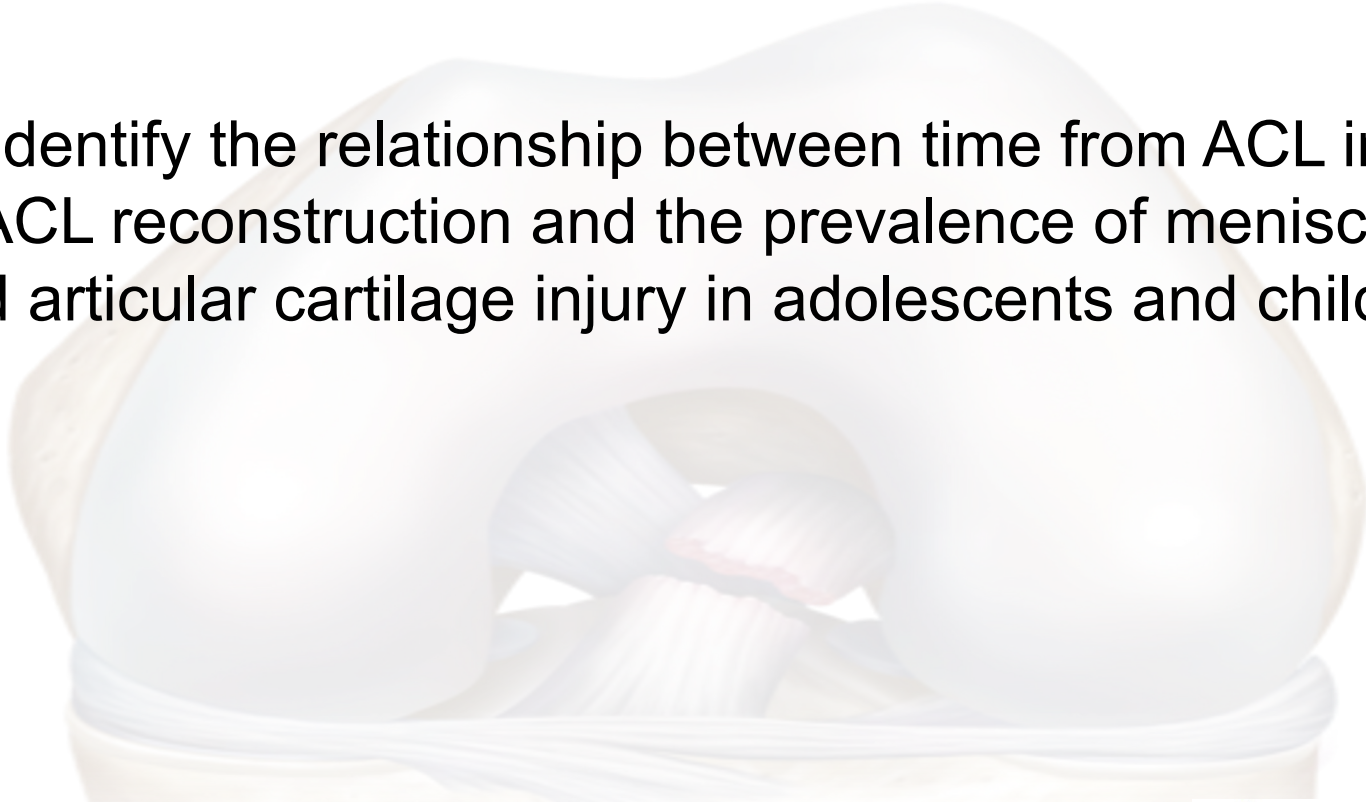 dentify the relationship between time from ACL in
ACL reconstruction and the prevalence of menisc
articular cartilage injury in adolescents and chil